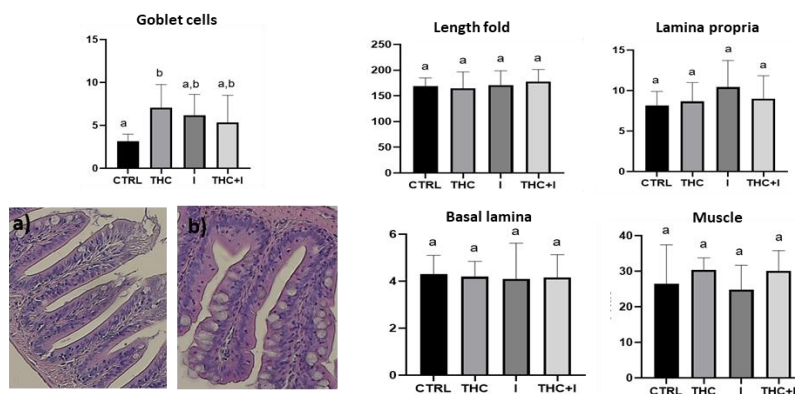 Goblet cells
15
10
5
0
a
b
a,b
a,b
CTRL THC I THC+I
Length fold
250
200
150
100
50
0
a a a a
CTRL THC I THC+I
Lamina propria
15
10
5
0
a a a a
CTRL THC I THC+I
a)
b)
Basal lamina
6
4
2
0
a a a a
CTRL THC I THC+I
Muscle
40
30
20
10
0
a a a a
CTRL THC I THC+I